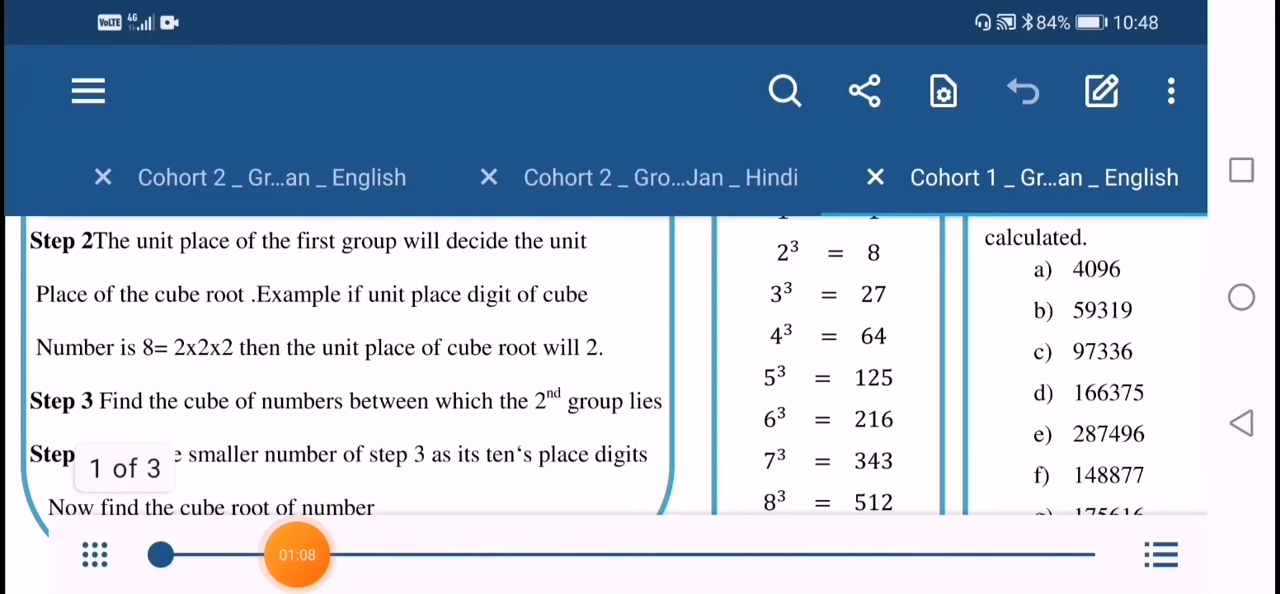 VoLTE 4G 84% 10:48
Cohort 2 _ Gr...an _ English
Cohort 2 _ Gro...Jan _ Hindi
Cohort 1 _ Gr...an _ English
Step 2The unit place of the first group will decide the unit
Place of the cube root .Example if unit place digit of cube
Number is 8= 2x2x2 then the unit place of cube root will 2.
Step 3 Find the cube of numbers between which the 2nd group lies
Step smaller number of step 3 as its ten‘s place digits
1 of 3
Now find the cube root of number
2³ = 8
3³ = 27
4³ = 64
5³ = 125
6³ = 216
7³ = 343
8³ = 512
calculated.
a) 4096
b) 59319
c) 97336
d) 166375
e) 287496
f) 148877
01:08